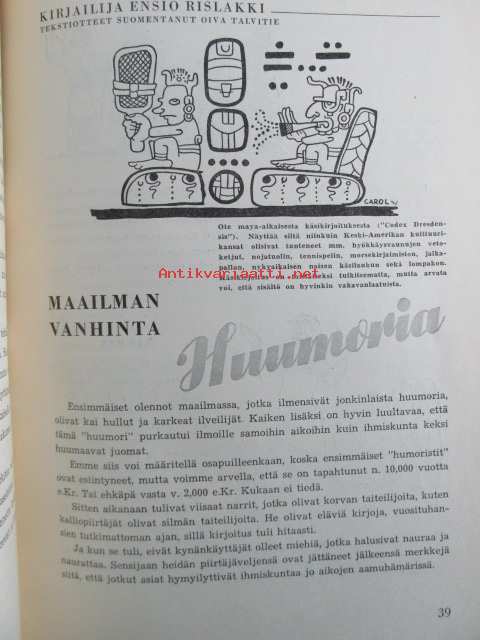 KIRJAILIJA ENSIO RISLAKKI
TEKSTIOTTEET SUOMENTANUT OIVA TALVITIE
CAROL
Ote maya-aikaisesta käsikirjoituksesta ("Codex Dresden-
sis"). Näyttää siltä niinkuin Keski-Amerikan kulttuuri-
kansat olisivat tunteneet mm. hyökkäysvaunujen veto-
ketjut, nojatuolin, tennispelin, morsekirjaimiston, jalka-
pallon, nykyaikaisen naisen käsilaukun sekä lompakon.
Käsikirjoitus on tulkitsematta, mutta arvata
voi, että sisältö on hyvinkin vakavanlaatuista.
Antikvariaatti.net
MAAILMAN
VANHINTA
Huumoria
Ensimmäiset olennot maailmassa, jotka ilmensivät jonkinlaista huumoria,
olivat kai hullut ja karkeat ilveilijät. Kaiken lisäksi on hyvin luultavaa, että
tämä "huumori" purkautui ilmoille samoihin aikoihin kuin ihmiskunta keksi
huumaavat juomat.
Emme siis voi määritellä osapuilleenkaan, koska ensimmäiset "humoristit"
ovat esiintyneet, mutta voimme arvella, että se on tapahtunut n. 10,000 vuotta
e.Kr. Tai ehkäpä vasta v. 2,000 e.Kr. Kukaan ei tiedä.
Sitten aikanaan tulivat viisaat narrit, jotka olivat korvan taiteilijoita, kuten
kalliopiirtäjät olivat silmän taiteilijoita. He olivat eläviä kirjoja, vuosituhan-
sien tutkimattoman ajan, sillä kirjoitus tuli hitaasti.
Ja kun se tuli, eivät kynänkäyttäjät olleet miehiä, jotka halusivat nauraa ja
naurattaa. Sensijaan heidän piirtäjäveljensä ovat jättäneet jälkeensä merkkejä
siitä, että jotkut asiat hymyilyttivät ihmiskuntaa jo aikojen aamuhämärissä.
39